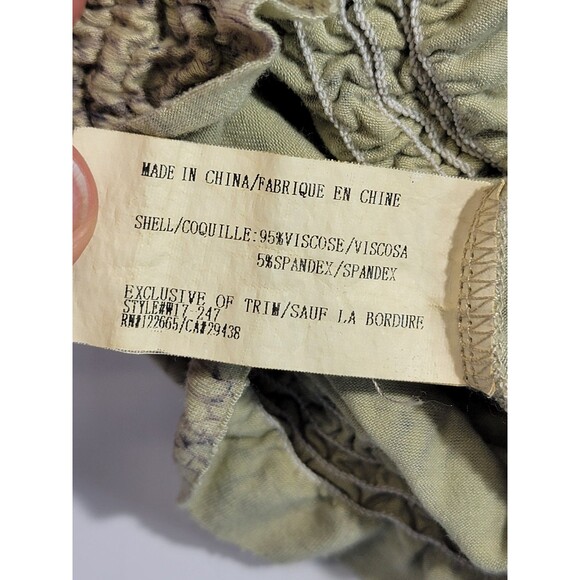 MADE IN CHINA/FABRIQUE EN CHINE
SHELL/COQUILLE:95%VISCOSE/VISCOSA
5%SPANDEX/SPANDEX
EXCLUSIVE OF TRIM/SAUF LA BORDURE
STYLE#W17-247
RN#122665/CA#29438